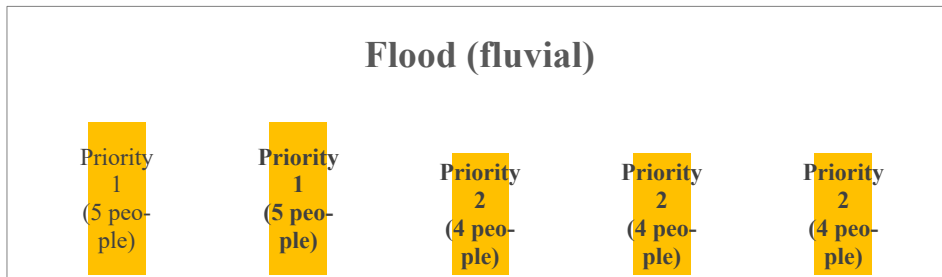 Flood (fluvial)
Priority
1
(5 peo-
ple)
Priority
1
(5 peo-
ple)
Priority
2
(4 peo-
ple)
Priority
2
(4 peo-
ple)
Priority
2
(4 peo-
ple)